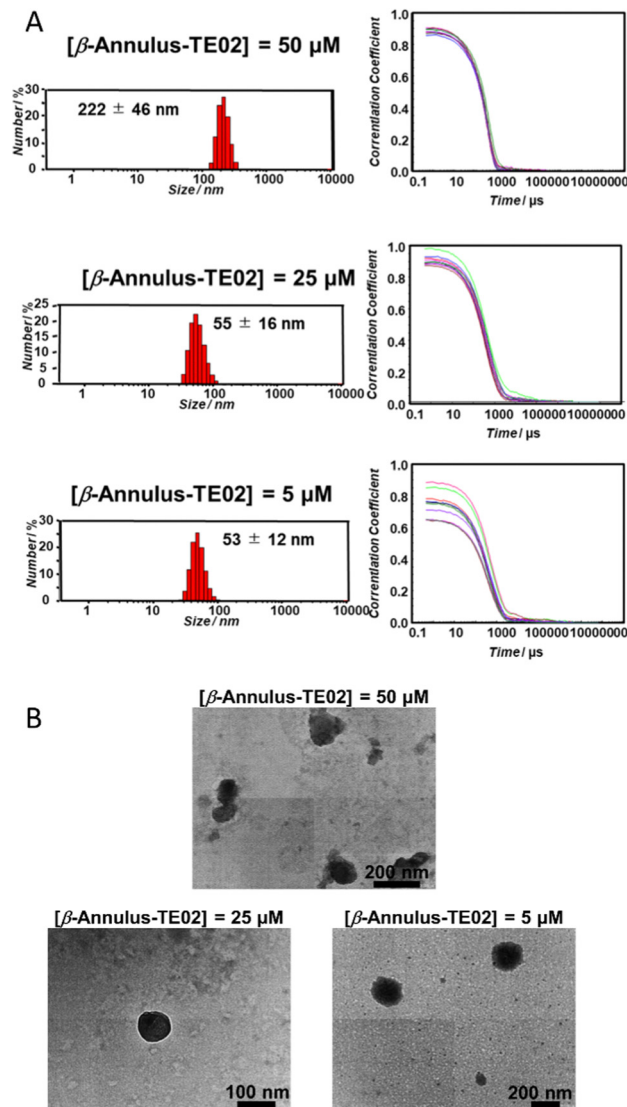 A
[β-Annulus-TE02] = 50 μM
Number/ %
30
20
10
0
222 ± 46 nm
1
10
100
1000
10000
Size/ nm
Correntlation Coefficient
1.0
0.8
0.6
0.4
0.2
0.0
0.1 10 1000 100000 10000000
Time/ μs
[β-Annulus-TE02] = 25 μM
Number/ %
25
20
15
10
5
0
55 ± 16 nm
1
10
100
1000
10000
Size/ nm
Correntlation Coefficient
1.0
0.8
0.6
0.4
0.2
0.0
0.1 10 1000 100000 10000000
Time/ μs
[β-Annulus-TE02] = 5 μM
Number/ %
30
20
10
0
53 ± 12 nm
1
10
100
1000
10000
Size/ nm
Correntlation Coefficient
1.0
0.8
0.6
0.4
0.2
0.0
0.1 10 1000 100000 10000000
Time/ μs
B
[β-Annulus-TE02] = 50 μM
200 nm
[β-Annulus-TE02] = 25 μM
100 nm
[β-Annulus-TE02] = 5 μM
200 nm